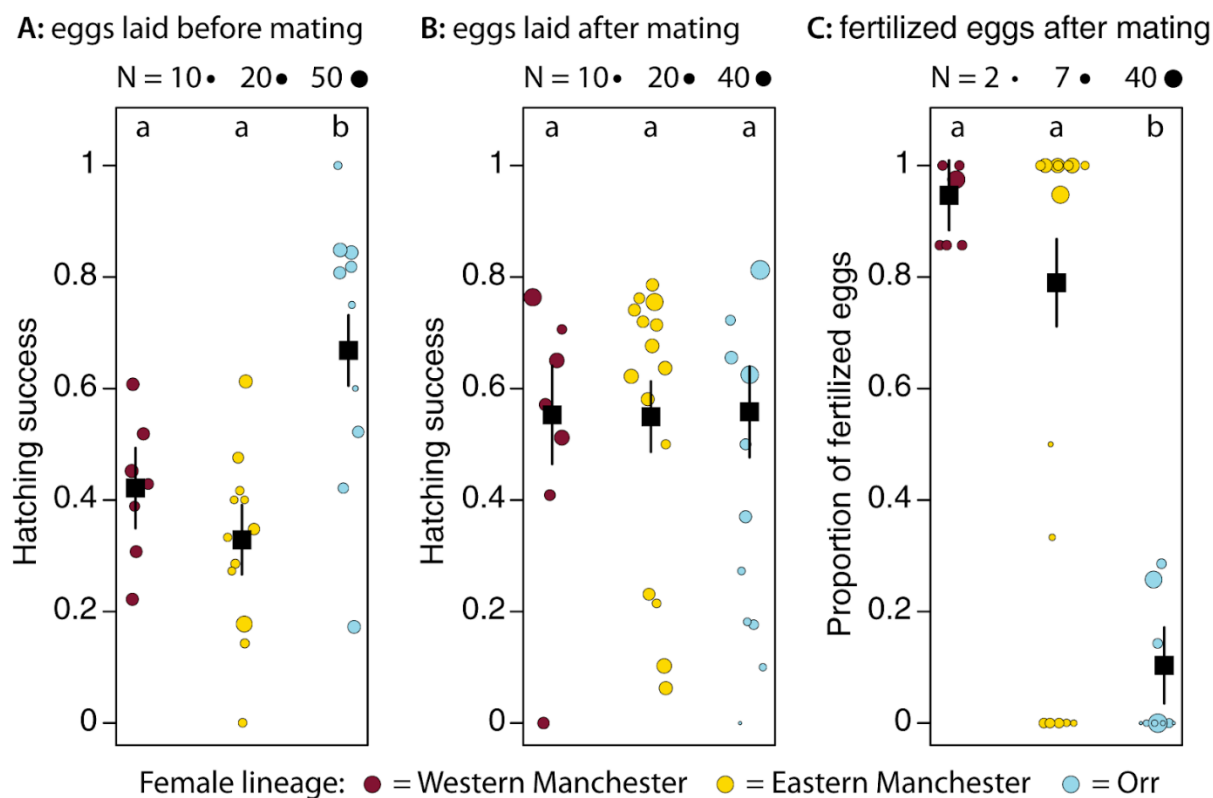 A: eggs laid before mating
N = 10 20 50
a a b
1
0.8
0.6
0.4
0.2
0
Hatching success
B: eggs laid after mating
N = 10 20 40
a a a
1
0.8
0.6
0.4
0.2
0
Hatching success
C: fertilized eggs after mating
N = 2 7 40
a a b
1
0.8
0.6
0.4
0.2
0
Proportion of fertilized eggs
Female lineage: = Western Manchester = Eastern Manchester = Orr